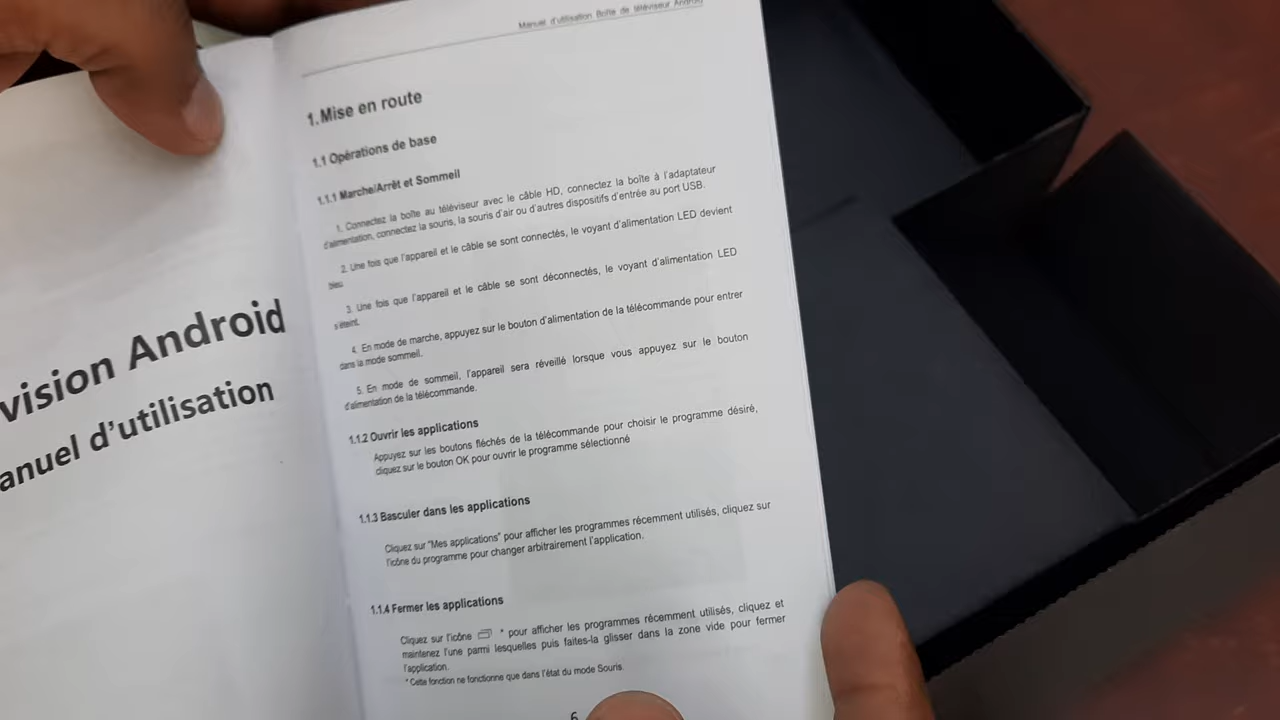 vision Android
anuel d'utilisation
Manuel d'utilisation Boîte de téléviseur Android
1.Mise en route
1.1 Opérations de base
1.1.1 Marche/Arrêt et Sommeil
1. Connectez la boîte au téléviseur avec le câble HD, connectez la boîte à l'adaptateur
d'alimentation, connectez la souris, la souris d'air ou d'autres dispositifs d'entrée au port USB.
2. Une fois que l'appareil et le câble se sont connectés, le voyant d'alimentation LED devient
bleu.
3. Une fois que l'appareil et le câble se sont déconnectés, le voyant d'alimentation LED
s'éteint.
4. En mode de marche, appuyez sur le bouton d'alimentation de la télécommande pour entrer
dans la mode sommeil.
5. En mode de sommeil, l'appareil sera réveillé lorsque vous appuyez sur le bouton
d'alimentation de la télécommande.
1.1.2 Ouvrir les applications
Appuyez sur les boutons fléchés de la télécommande pour choisir le programme désiré,
cliquez sur le bouton OK pour ouvrir le programme sélectionné
1.1.3 Basculer dans les applications
Cliquez sur "Mes applications" pour afficher les programmes récemment utilisés, cliquez sur
l'icône du programme pour changer arbitrairement l'application.
1.1.4 Fermer les applications
Cliquez sur l'icône * pour afficher les programmes récemment utilisés, cliquez et
maintenez l'une parmi lesquelles puis faites-la glisser dans la zone vide pour fermer
l'application.
* Cette fonction ne fonctionne que dans l'état du mode Souris.
6